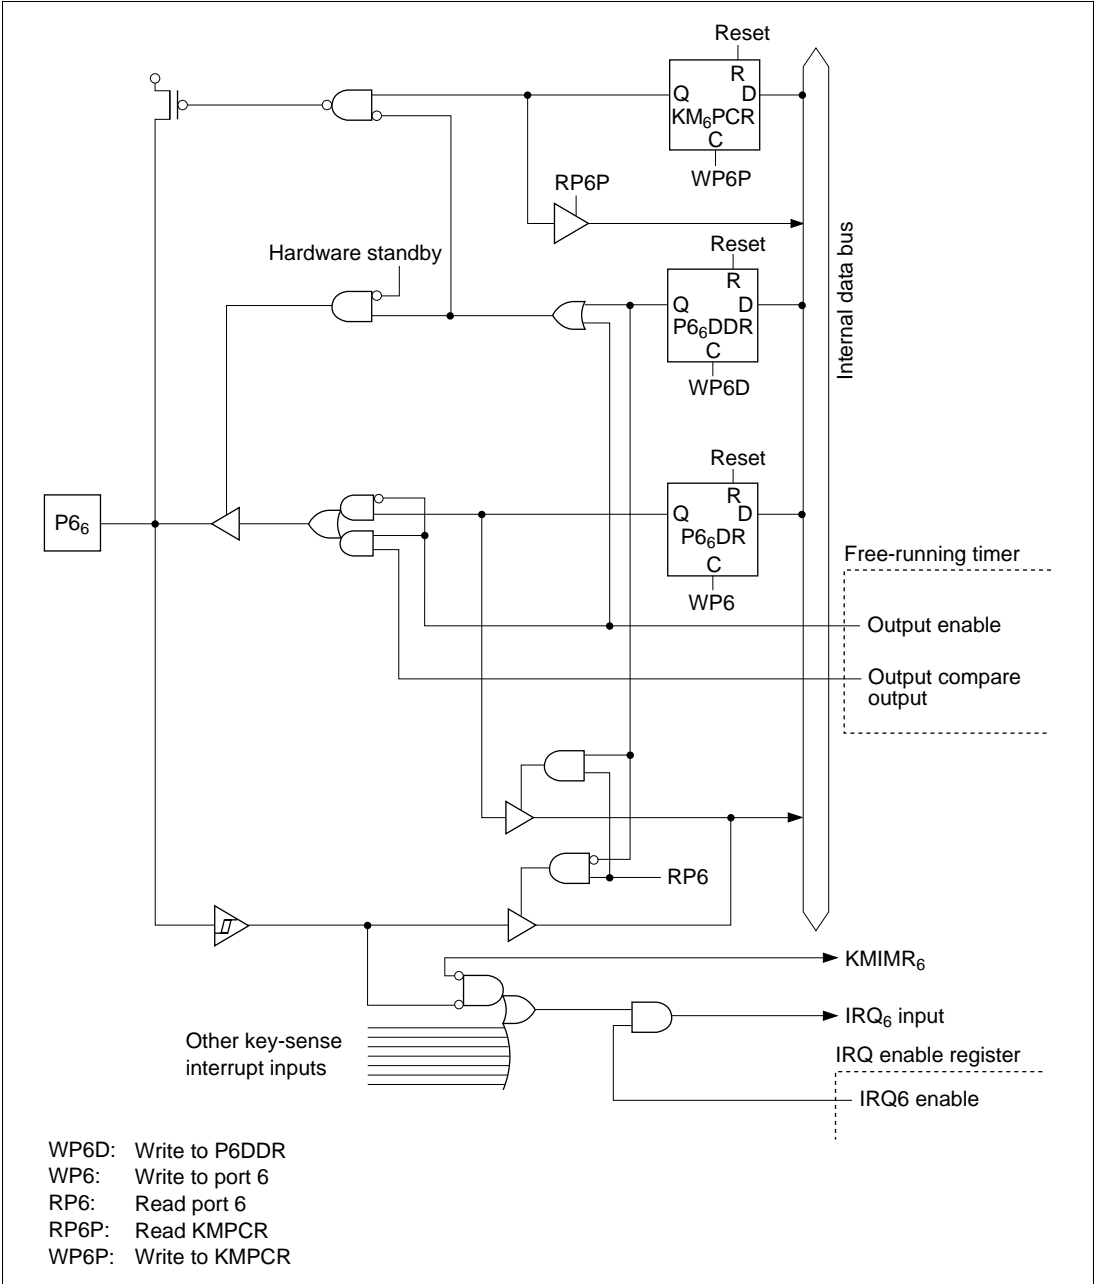 Reset
R
Q D
KM₆PCR
C
WP6P
RP6P
Hardware standby
Reset
R
Q D
P6₆DDR
C
WP6D
Internal data bus
Reset
R
Q D
P6₆DR
C
WP6
P6₆
Free-running timer
Output enable
Output compare
output
RP6
KMIMR₆
IRQ₆ input
Other key-sense
interrupt inputs
IRQ enable register
IRQ6 enable
WP6D: Write to P6DDR
WP6: Write to port 6
RP6: Read port 6
RP6P: Read KMPCR
WP6P: Write to KMPCR